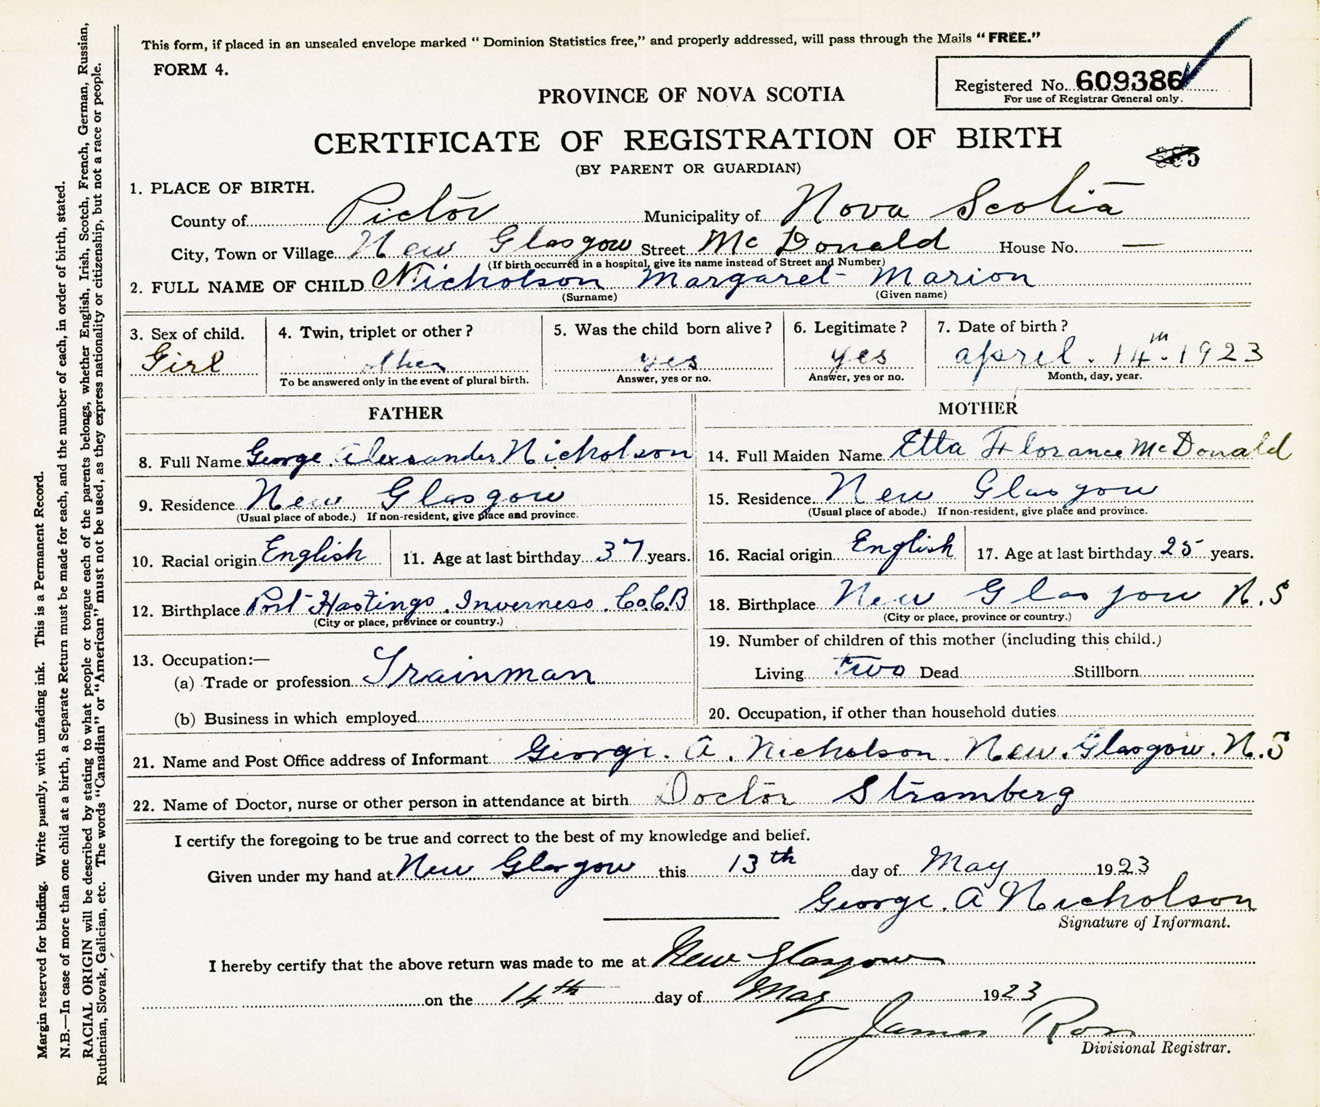 This form, if placed in an unsealed envelope marked "Dominion Statistics free," and properly addressed, will pass through the Mails "FREE."
FORM 4.
Registered No. 609386
For use of Registrar General only.
PROVINCE OF NOVA SCOTIA
CERTIFICATE OF REGISTRATION OF BIRTH
(BY PARENT OR GUARDIAN)
1. PLACE OF BIRTH.
County of Pictor Municipality of Nova Scotia
City, Town or Village New Glasgow Street McDonald House No. —
(If birth occurred in a hospital, give its name instead of Street and Number)
2. FULL NAME OF CHILD Nicholson Margaret Marion
(Surname) (Given name)
3. Sex of child. 4. Twin, triplet or other? 5. Was the child born alive? 6. Legitimate? 7. Date of birth?
Girl other yes yes april. 14th. 1923
To be answered only in the event of plural birth. Answer, yes or no. Answer, yes or no. Month, day, year.
FATHER
8. Full Name George Alexander Nicholson
9. Residence New Glasgow
(Usual place of abode.) If non-resident, give place and province.
10. Racial origin English 11. Age at last birthday 37 years.
12. Birthplace Port Hastings. Inverness. Co. C.B
(City or place, province or country.)
13. Occupation:—
(a) Trade or profession Trainman
(b) Business in which employed
MOTHER
14. Full Maiden Name Etta Florance McDonald
15. Residence New Glasgow
(Usual place of abode.) If non-resident, give place and province.
16. Racial origin English 17. Age at last birthday 25 years.
18. Birthplace New Glasgow N.S
(City or place, province or country.)
19. Number of children of this mother (including this child.)
Living Two Dead Stillborn
20. Occupation, if other than household duties
21. Name and Post Office address of Informant George. A. Nicholson. New. Glasgow. N.S
22. Name of Doctor, nurse or other person in attendance at birth Doctor Stramberg
I certify the foregoing to be true and correct to the best of my knowledge and belief.
Given under my hand at New Glasgow this 13th day of May 1923
George. A Nicholson
Signature of Informant.
I hereby certify that the above return was made to me at New Glasgow
on the 14th day of May 1923
James Ross
Divisional Registrar.
Margin reserved for binding. Write plainly, with unfading ink. This is a Permanent Record.
N.B.—In case of more than one child at a birth, a Separate Return must be made for each, and the number of each, in order of birth, stated.
RACIAL ORIGIN will be described by stating to what people or tongue each of the parents belongs, whether English, Irish, Scotch, French, German, Russian,
Ruthenian, Slovak, Galician, etc. The words "Canadian" or "American" must not be used, as they express nationality or citizenship, but not a race or people.